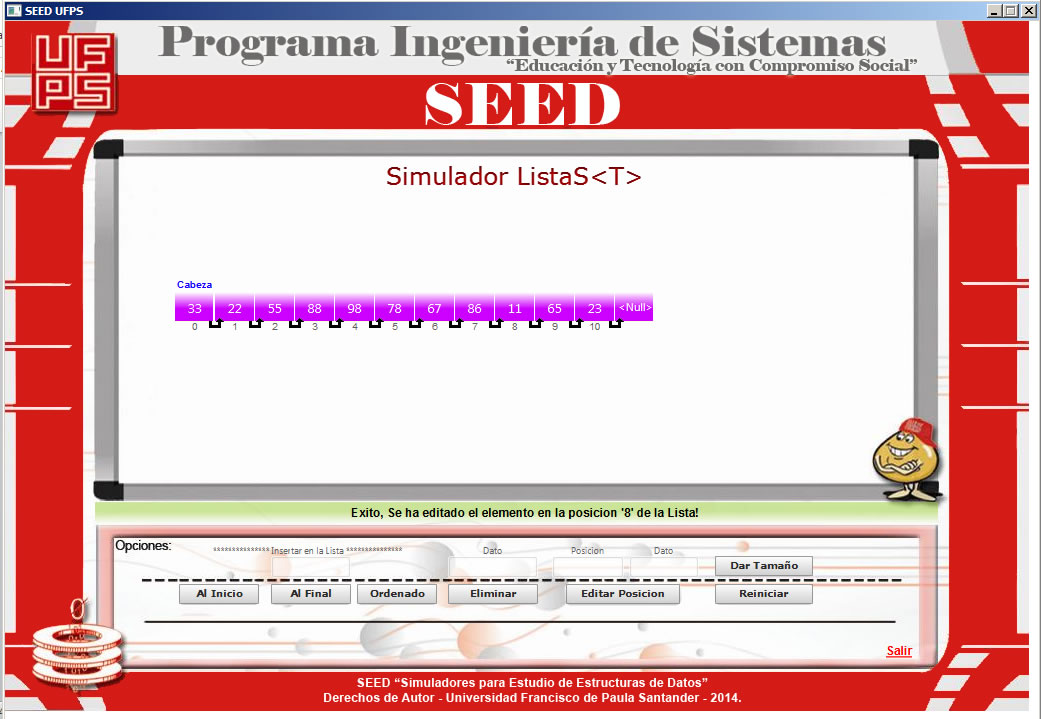 SEED UFPS
UFPS
Programa Ingeniería de Sistemas
“Educación y Tecnología con Compromiso Social”
SEED
Simulador ListaS<T>
Cabeza
33 22 55 88 98 78 67 86 11 65 23 <Null>
0 1 2 3 4 5 6 7 8 9 10
Exito, Se ha editado el elemento en la posicion '8' de la Lista!
Opciones:
************** Insertar en la Lista ************** Dato Posicion Dato
Dar Tamaño
Al Inicio Al Final Ordenado Eliminar Editar Posicion Reiniciar
Salir
SEED “Simuladores para Estudio de Estructuras de Datos”
Derechos de Autor - Universidad Francisco de Paula Santander - 2014.